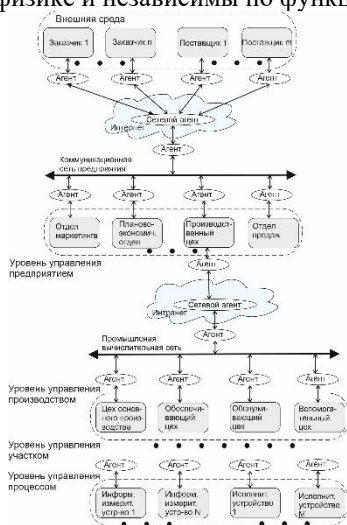 физике и независимы по функц
Внешняя среда
Заказчик 1
Заказчик n
Поставщик 1
Поставщик m
Агент
Агент
Агент
Агент
Сетевой агент
Интернет
Агент
Коммуникационная
сеть предприятия
Агент
Агент
Агент
Агент
Отдел
маркетинга
Планово-
экономич.
отдел
Производст-
венный
цех
Отдел
продаж
Уровень управления
предприятием
Агент
Сетевой агент
Интранет
Агент
Промышленая
вычислительная сеть
Агент
Агент
Агент
Агент
Уровень управления
производством
Цех основ-
ного произ-
водства
Обеспечи-
вающий
цех
Обслужи-
вающий
цех
Вспомога-
тельный
цех
Уровень управления
участком
Уровень управления
процессом
Агент
Агент
Агент
Агент
Информ.
измерит.
устр-во 1
Информ.
измерит.
устр-во N
Исполнит.
устройство
1
Исполнит.
устройство
M